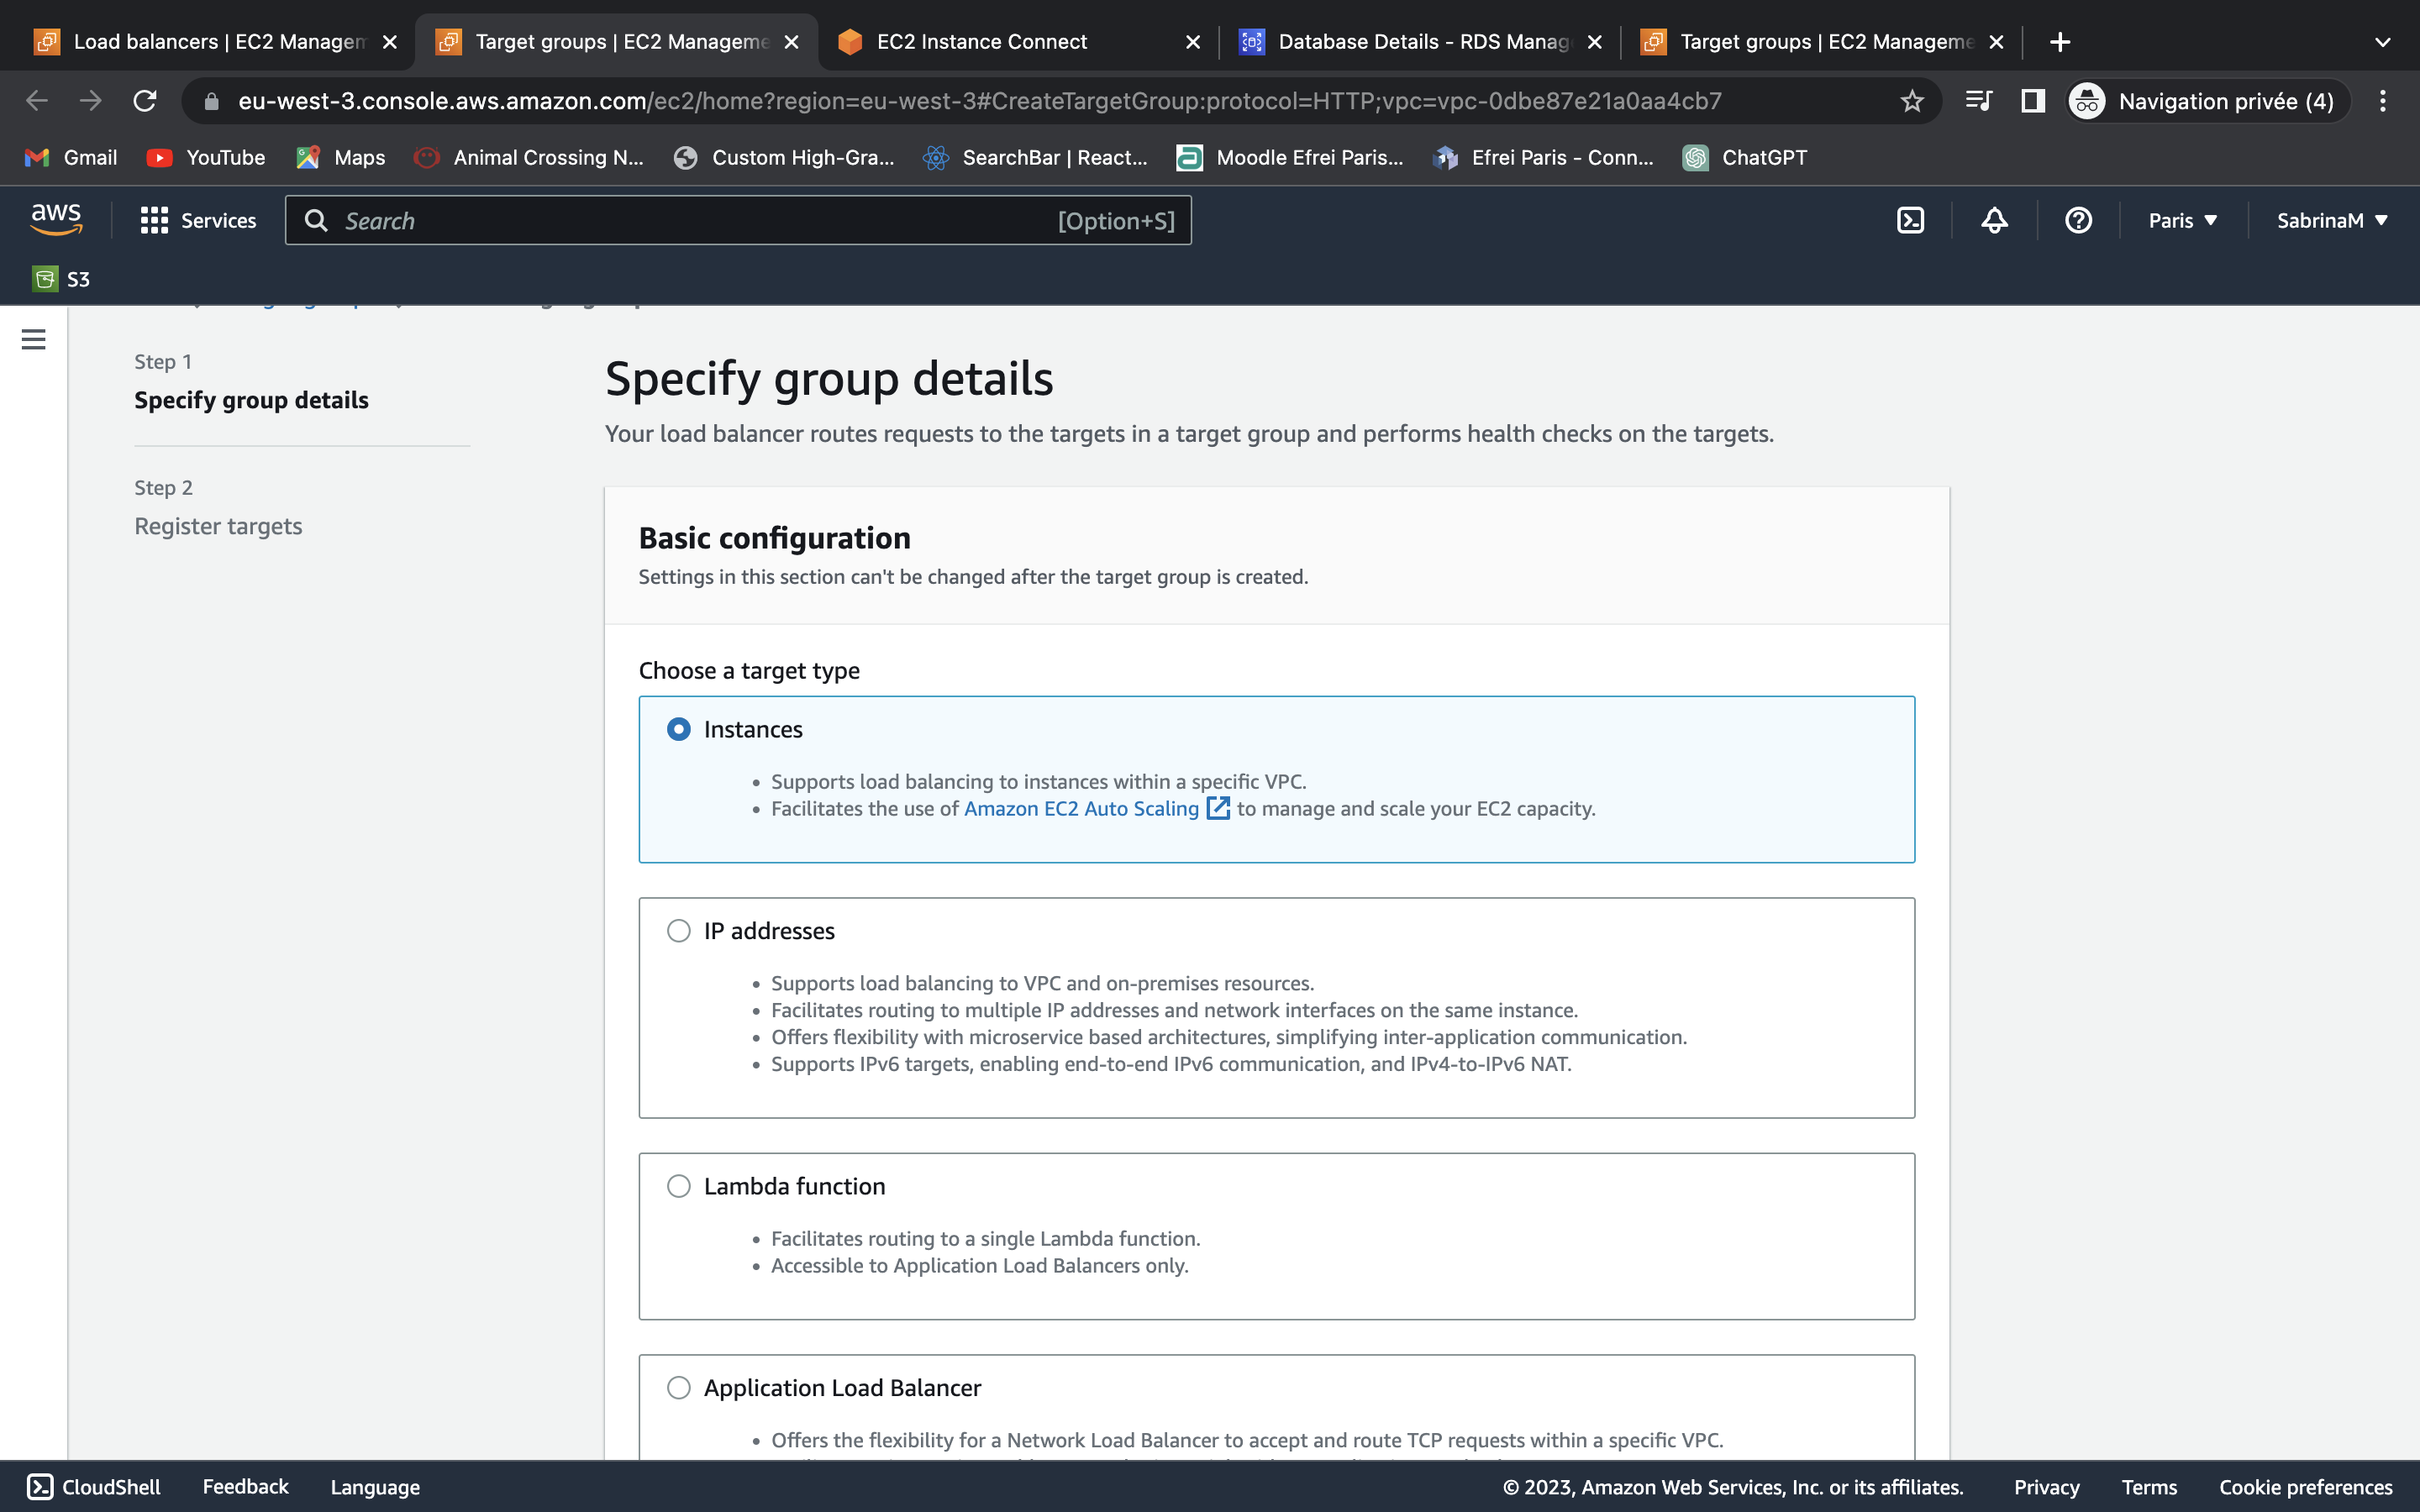 Load balancers | EC2 Managem
Target groups | EC2 Manageme
EC2 Instance Connect
Database Details - RDS Manag
Target groups | EC2 Manageme
eu-west-3.console.aws.amazon.com/ec2/home?region=eu-west-3#CreateTargetGroup:protocol=HTTP;vpc=vpc-0dbe87e21a0aa4cb7
Navigation privée (4)
Gmail
YouTube
Maps
Animal Crossing N...
Custom High-Gra...
SearchBar | React...
Moodle Efrei Paris...
Efrei Paris - Conn...
ChatGPT
aws
Services
Search
[Option+S]
Paris
SabrinaM
S3
Step 1
Specify group details
Step 2
Register targets
Specify group details
Your load balancer routes requests to the targets in a target group and performs health checks on the targets.
Basic configuration
Settings in this section can't be changed after the target group is created.
Choose a target type
Instances
• Supports load balancing to instances within a specific VPC.
• Facilitates the use of Amazon EC2 Auto Scaling to manage and scale your EC2 capacity.
IP addresses
• Supports load balancing to VPC and on-premises resources.
• Facilitates routing to multiple IP addresses and network interfaces on the same instance.
• Offers flexibility with microservice based architectures, simplifying inter-application communication.
• Supports IPv6 targets, enabling end-to-end IPv6 communication, and IPv4-to-IPv6 NAT.
Lambda function
• Facilitates routing to a single Lambda function.
• Accessible to Application Load Balancers only.
Application Load Balancer
• Offers the flexibility for a Network Load Balancer to accept and route TCP requests within a specific VPC.
CloudShell
Feedback
Language
© 2023, Amazon Web Services, Inc. or its affiliates.
Privacy
Terms
Cookie preferences